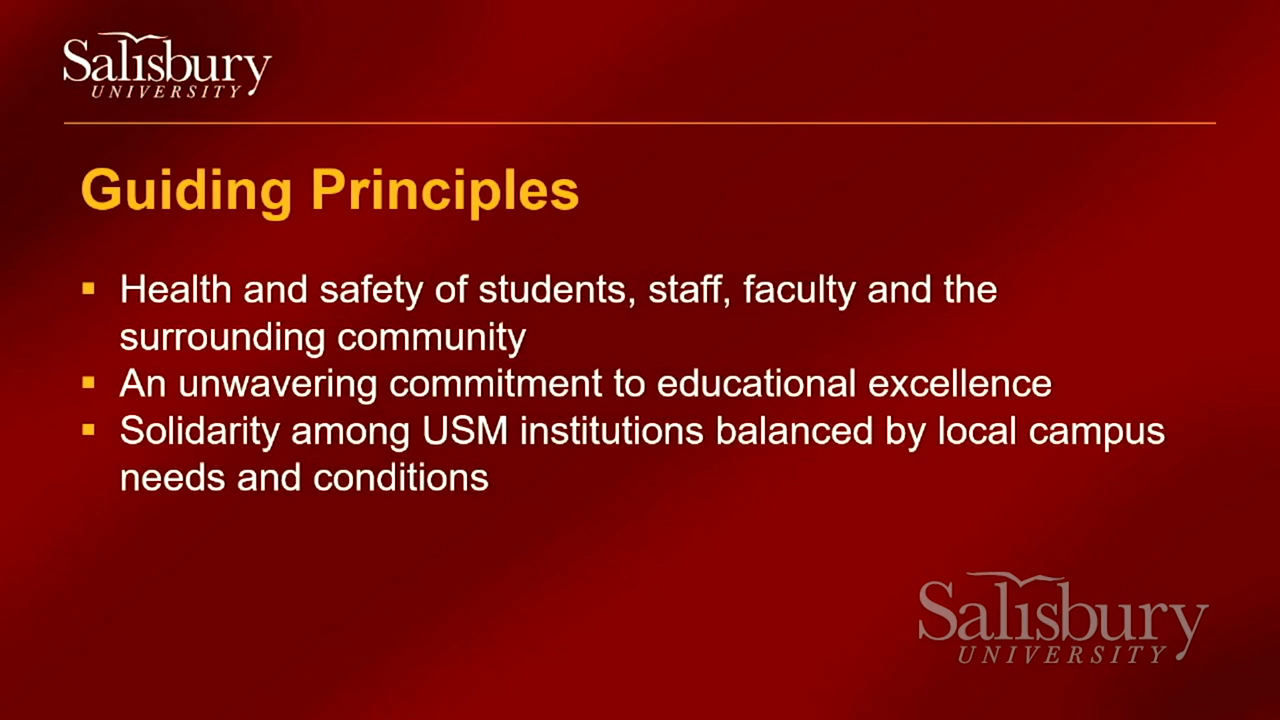 Salisbury
UNIVERSITY
Guiding Principles
▪ Health and safety of students, staff, faculty and the
surrounding community
▪ An unwavering commitment to educational excellence
▪ Solidarity among USM institutions balanced by local campus
needs and conditions
Salisbury
UNIVERSITY